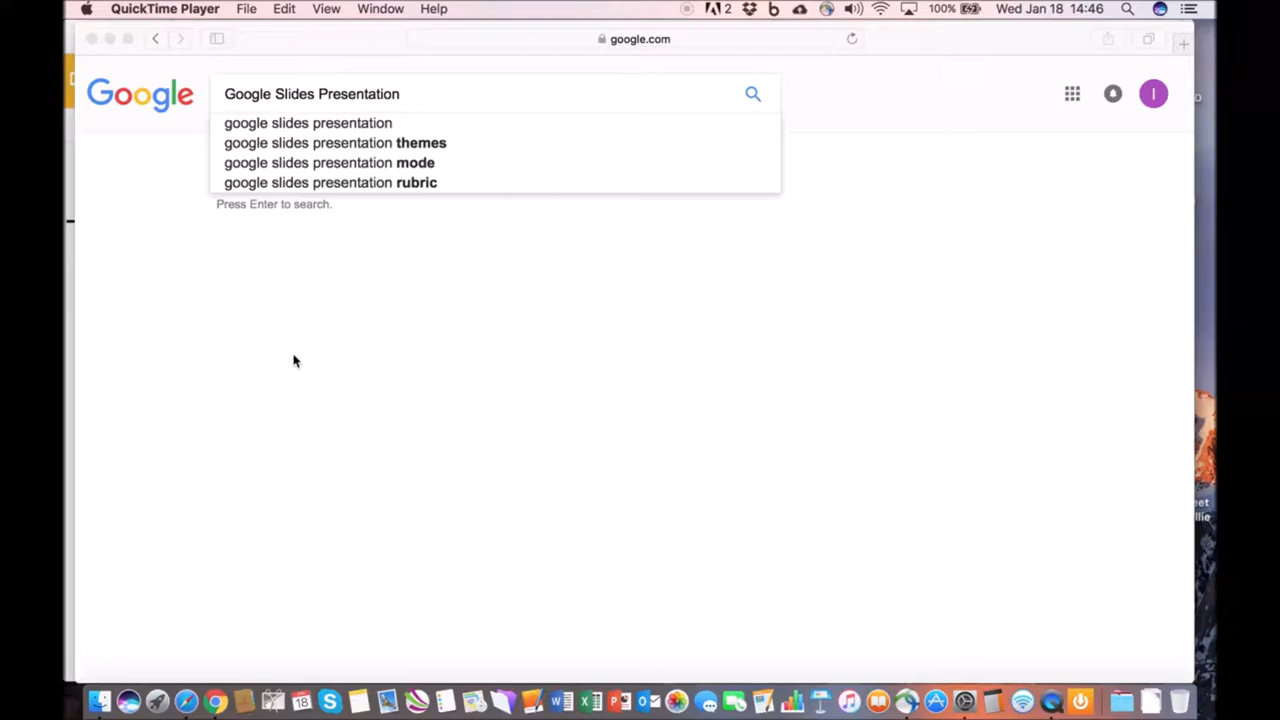 QuickTime Player File Edit View Window Help 2 100% Wed Jan 18 14:46
google.com
Google Google Slides Presentation I
google slides presentation
google slides presentation themes
google slides presentation mode
google slides presentation rubric
Press Enter to search.
18